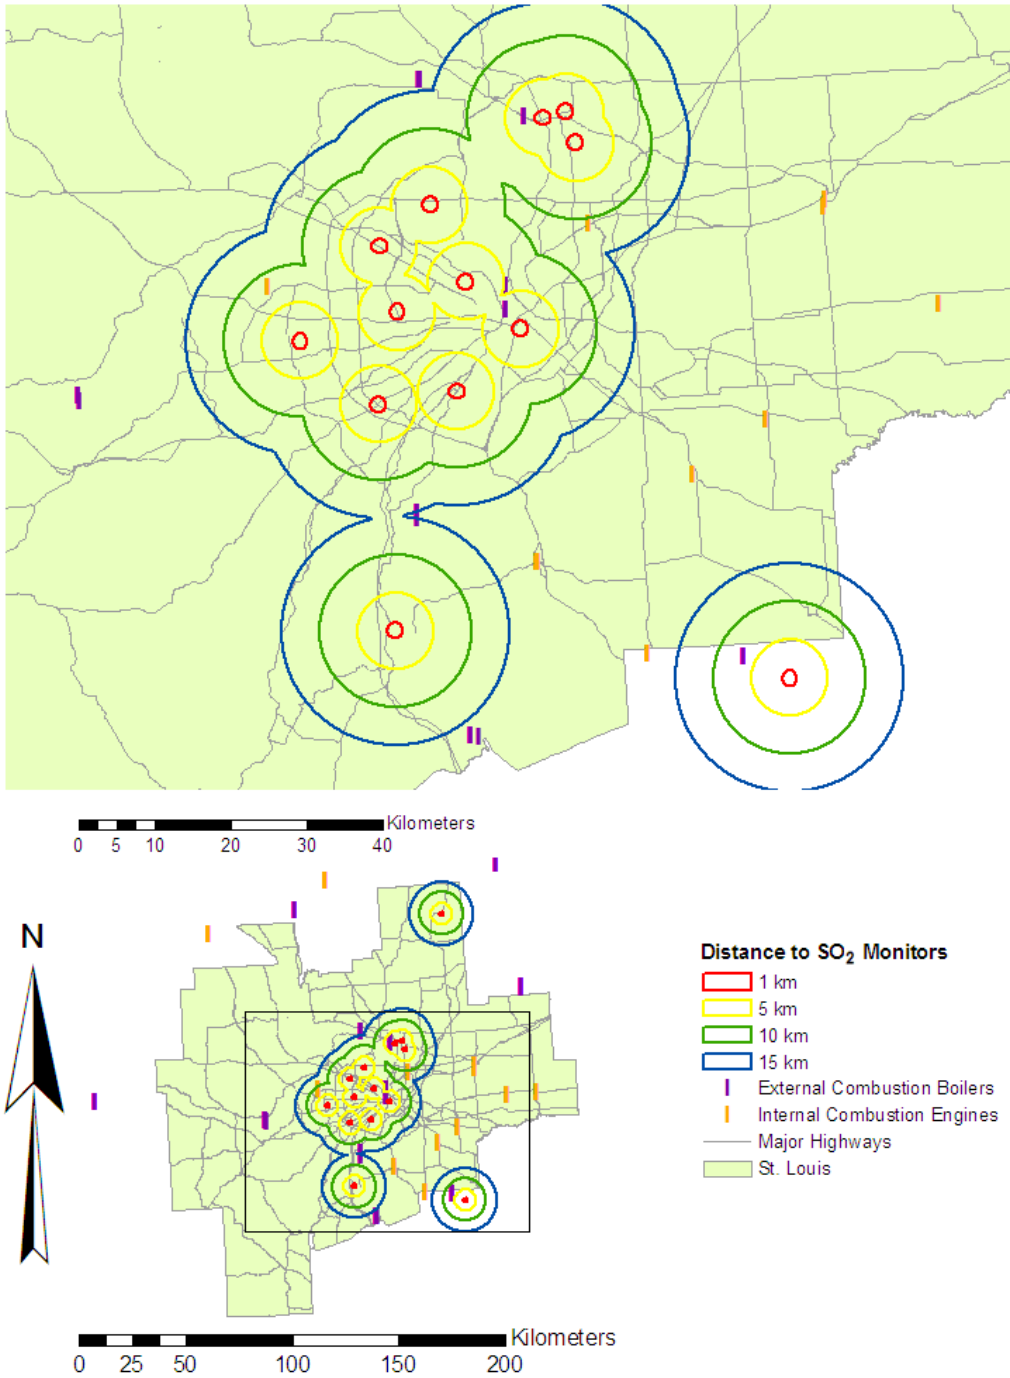 Kilometers
0 5 10 20 30 40
N
Distance to SO2 Monitors
1 km
5 km
10 km
15 km
External Combustion Boilers
Internal Combustion Engines
Major Highways
St. Louis
Kilometers
0 25 50 100 150 200